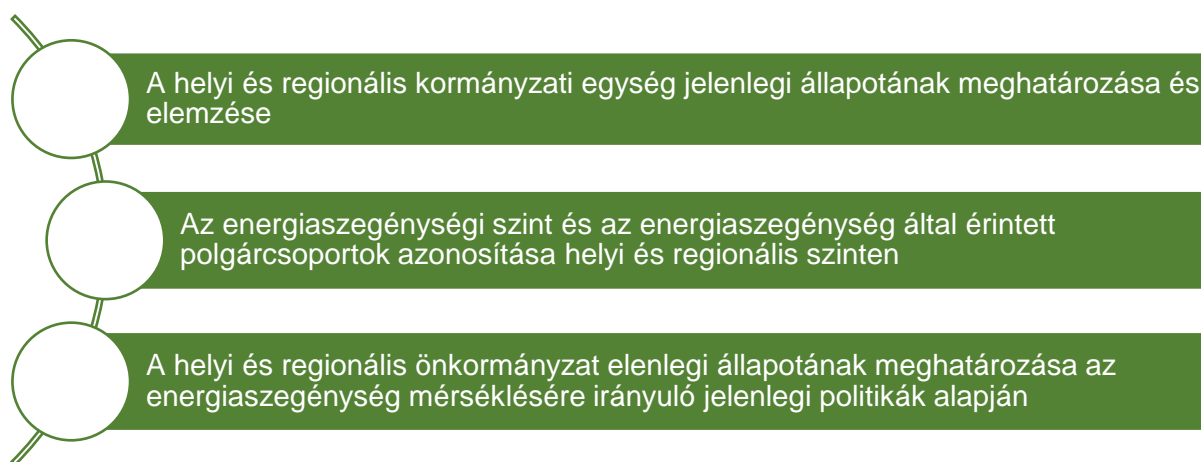 A helyi és regionális kormányzati egység jelenlegi állapotának meghatározása és
elemzése
Az energiaszegénységi szint és az energiaszegénység által érintett
polgárcsoportok azonosítása helyi és regionális szinten
A helyi és regionális önkormányzat elenlegi állapotának meghatározása az
energiaszegénység mérséklésére irányuló jelenlegi politikák alapján